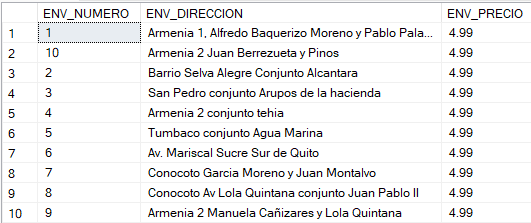 ENV_NUMERO ENV_DIRECCION ENV_PRECIO
1 1 Armenia 1, Alfredo Baquerizo Moreno y Pablo Pala... 4.99
2 10 Armenia 2 Juan Berrezueta y Pinos 4.99
3 2 Barrio Selva Alegre Conjunto Alcantara 4.99
4 3 San Pedro conjunto Arupos de la hacienda 4.99
5 4 Armenia 2 conjunto tehia 4.99
6 5 Tumbaco conjunto Agua Marina 4.99
7 6 Av. Mariscal Sucre Sur de Quito 4.99
8 7 Conocoto Garcia Moreno y Juan Montalvo 4.99
9 8 Conocoto Av Lola Quintana conjunto Juan Pablo II 4.99
10 9 Armenia 2 Manuela Cañizares y Lola Quintana 4.99